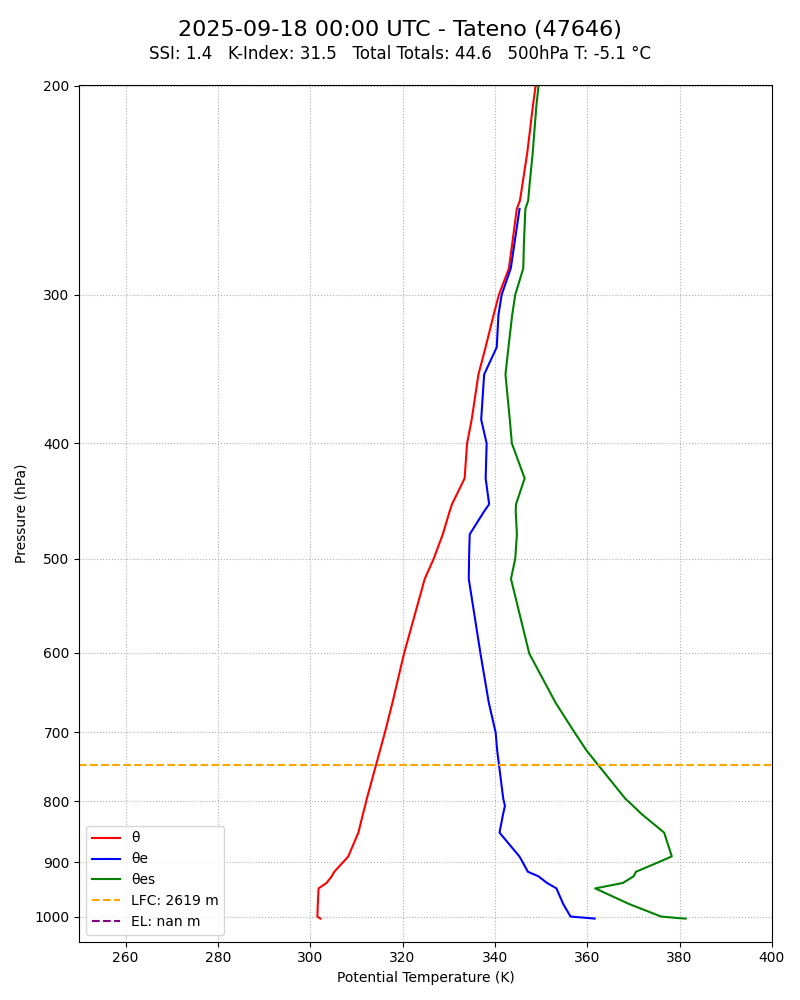 2025-09-18 00:00 UTC - Tateno (47646)
SSI: 1.4   K-Index: 31.5   Total Totals: 44.6   500hPa T: -5.1 °C
200
300
400
500
600
700
800
900
1000
Pressure (hPa)
θ
θe
θes
LFC: 2619 m
EL: nan m
260 280 300 320 340 360 380 400
Potential Temperature (K)